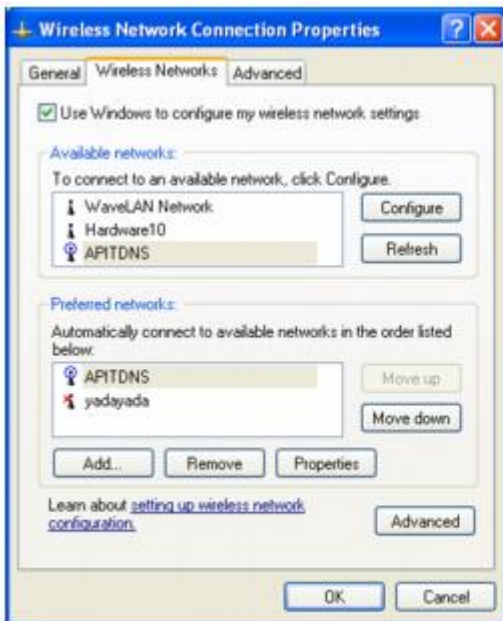 Wireless Network Connection Properties
General Wireless Networks Advanced
Use Windows to configure my wireless network settings
Available networks:
To connect to an available network, click Configure.
WaveLAN Network
Hardware10
APITDNS
Configure
Refresh
Preferred networks:
Automatically connect to available networks in the order listed
below:
APITDNS
yadayada
Move up
Move down
Add... Remove Properties
Learn about setting up wireless network
configuration.
Advanced
OK Cancel